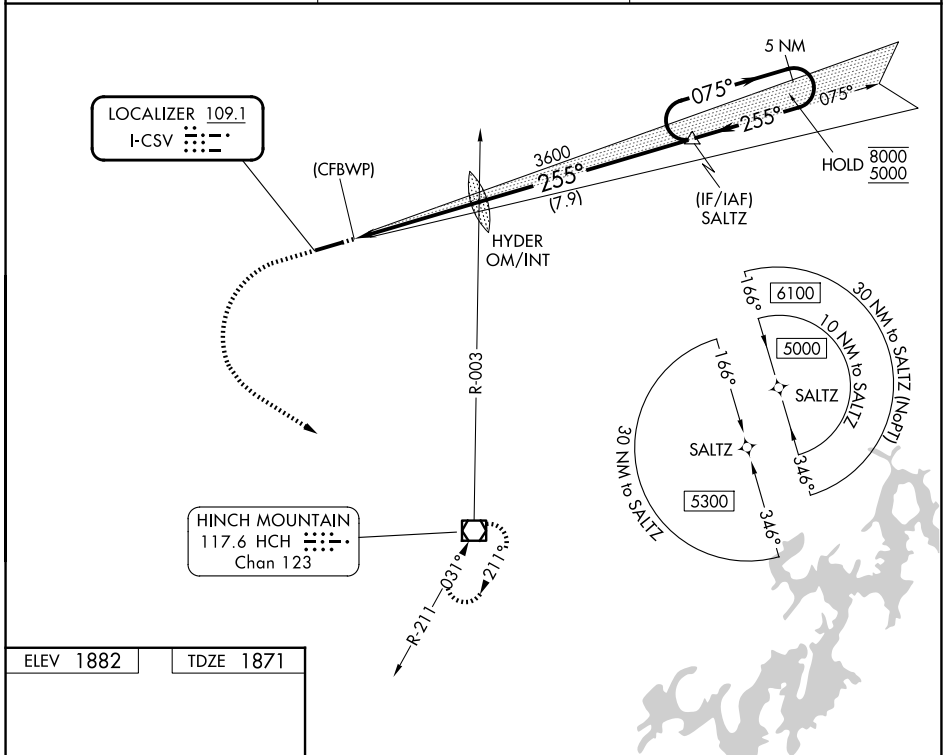 5 NM
075°
075°
255°
HOLD 8000
5000
LOCALIZER 109.1
I-CSV
(CFBWP)
3600
255°
(7.9)
(IF/IAF)
SALTZ
HYDER
OM/INT
R-003
166°
6100
30 NM to SALTZ (NoPT)
10 NM to SALTZ
5000
SALTZ
346°
166°
30 NM to SALTZ
SALTZ
5300
346°
HINCH MOUNTAIN
117.6 HCH
Chan 123
031°
211°
R-211
ELEV 1882
TDZE 1871